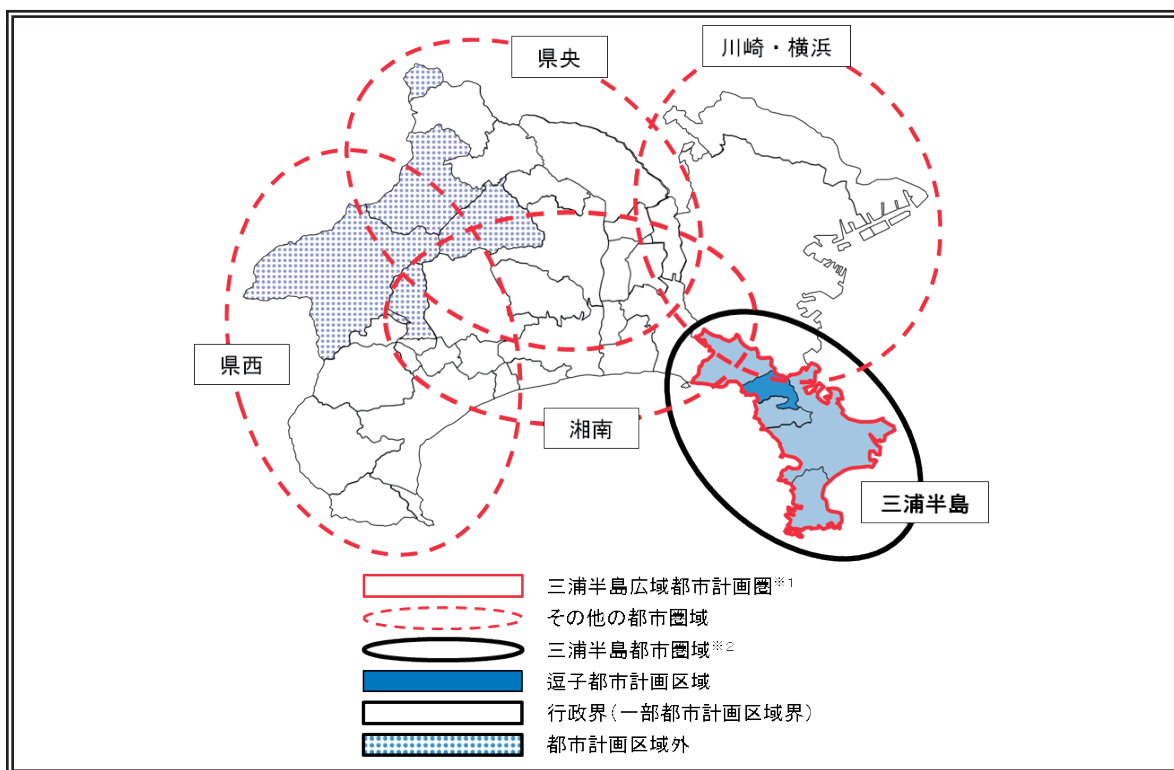 川崎・横浜
県央
県西
湘南
三浦半島
三浦半島広域都市計画圏※1
その他の都市圏域
三浦半島都市圏域※2
逗子都市計画区域
行政界(一部都市計画区域界)
都市計画区域外